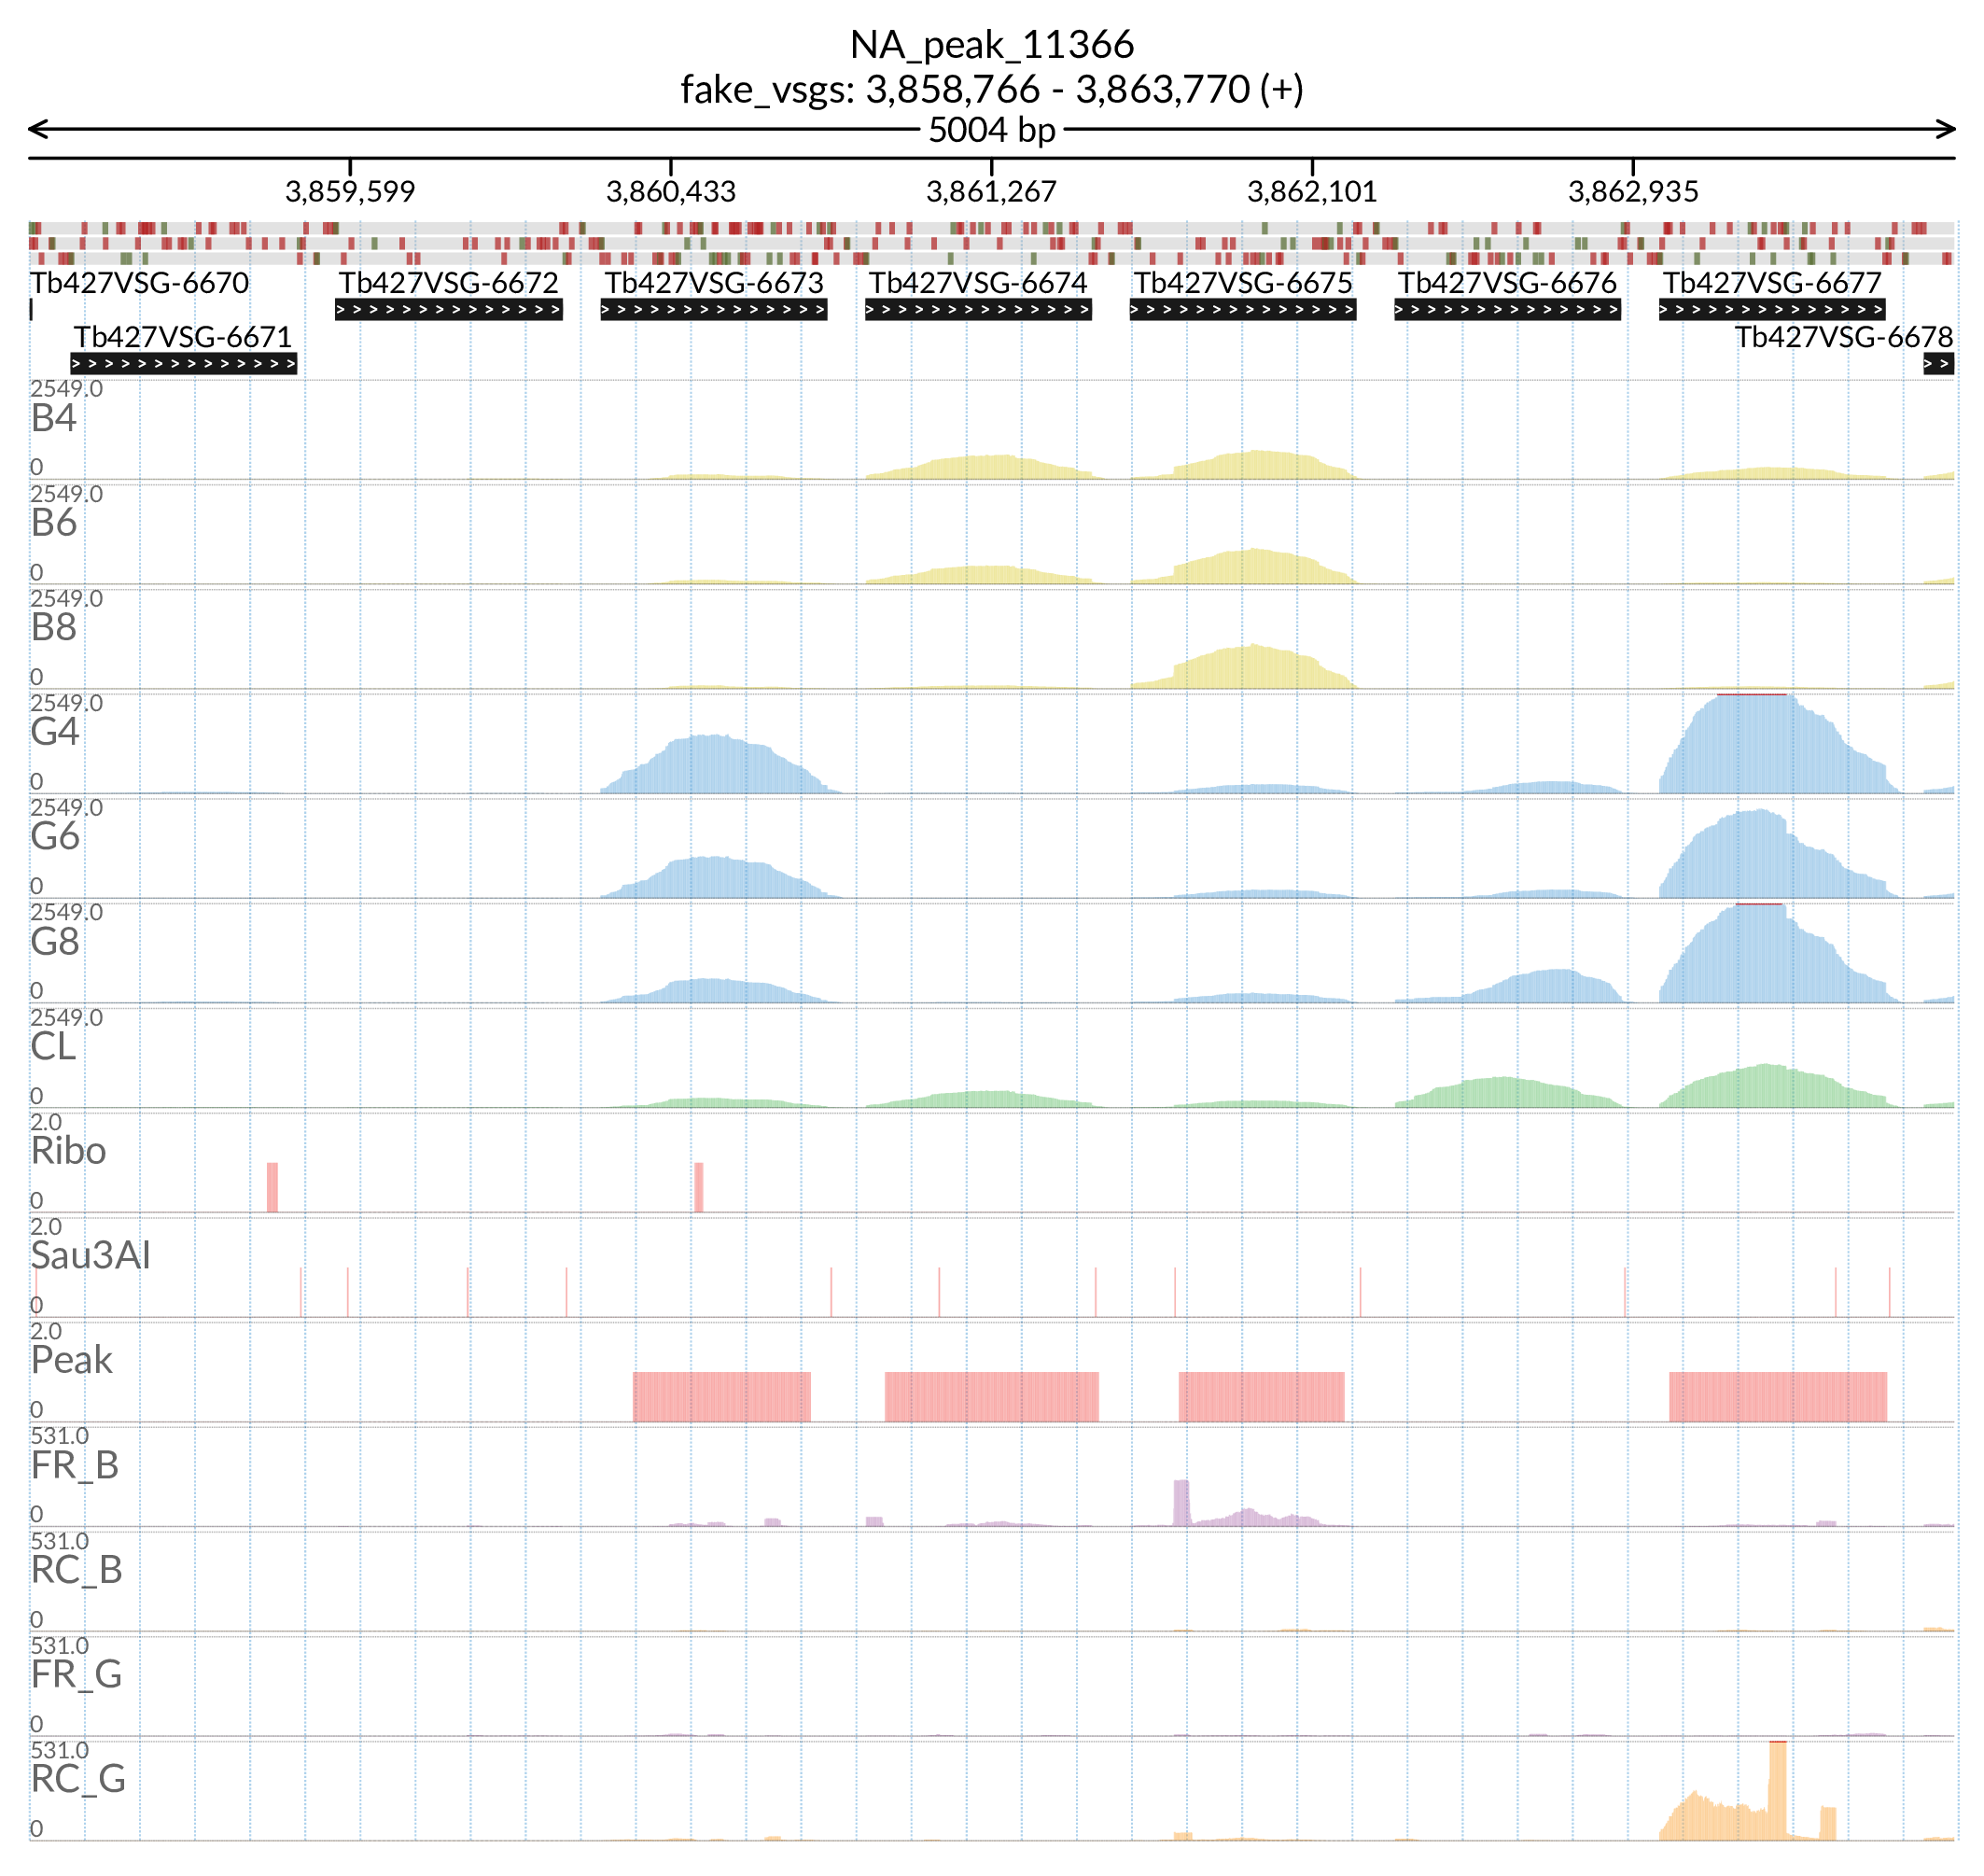 NA_peak_11366
fake_vsgs: 3,858,766 - 3,863,770 (+)
5004 bp
3,859,599 3,860,433 3,861,267 3,862,101 3,862,935
Tb427VSG-6670 Tb427VSG-6672 Tb427VSG-6673 Tb427VSG-6674 Tb427VSG-6675 Tb427VSG-6676 Tb427VSG-6677
Tb427VSG-6671 Tb427VSG-6678
2549.0
B4
0
2549.0
B6
0
2549.0
B8
0
2549.0
G4
0
2549.0
G6
0
2549.0
G8
0
2549.0
CL
0
2.0
Ribo
0
2.0
Sau3AI
0
2.0
Peak
0
531.0
FR_B
0
531.0
RC_B
0
531.0
FR_G
0
531.0
RC_G
0